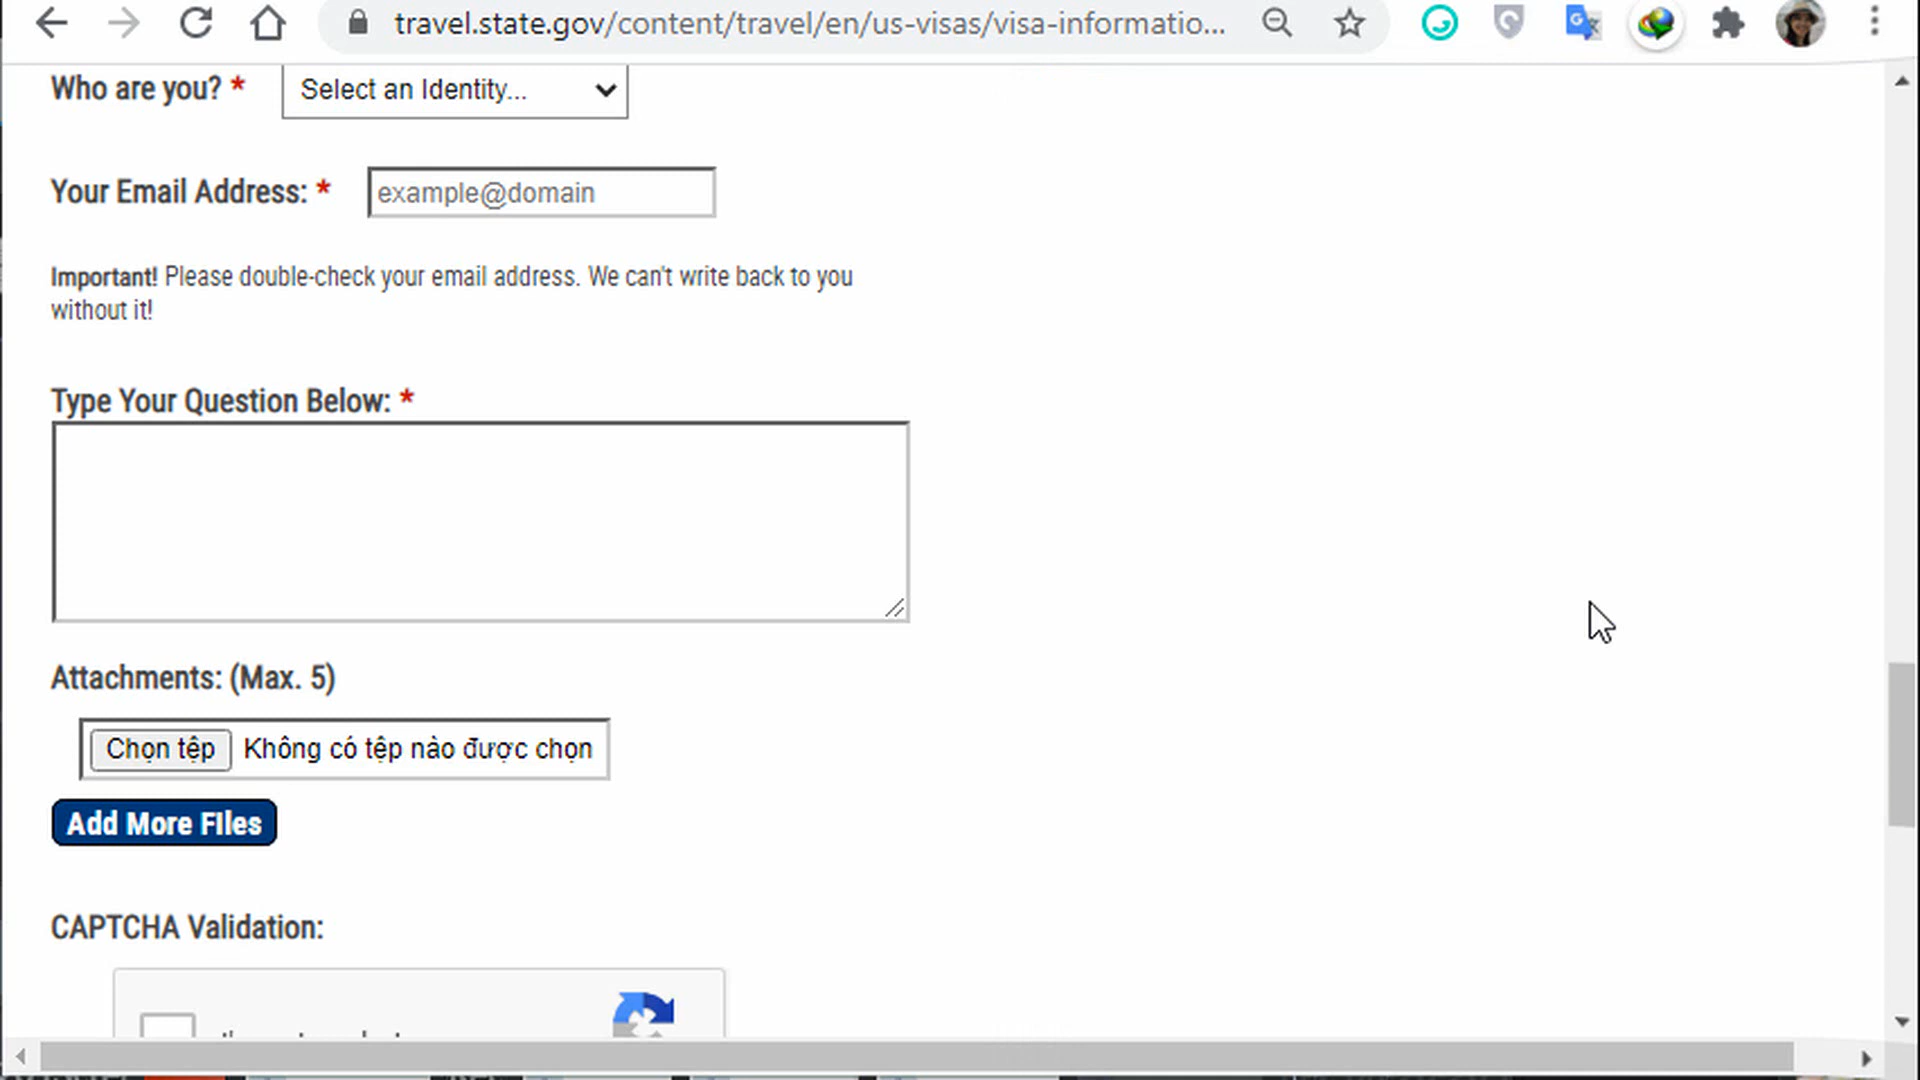 travel.state.gov/content/travel/en/us-visas/visa-informatio...
Who are you? * Select an Identity...
Your Email Address: * example@domain
Important! Please double-check your email address. We can't write back to you
without it!
Type Your Question Below: *
Attachments: (Max. 5)
Chọn tệp Không có tệp nào được chọn
Add More FIles
CAPTCHA Validation: